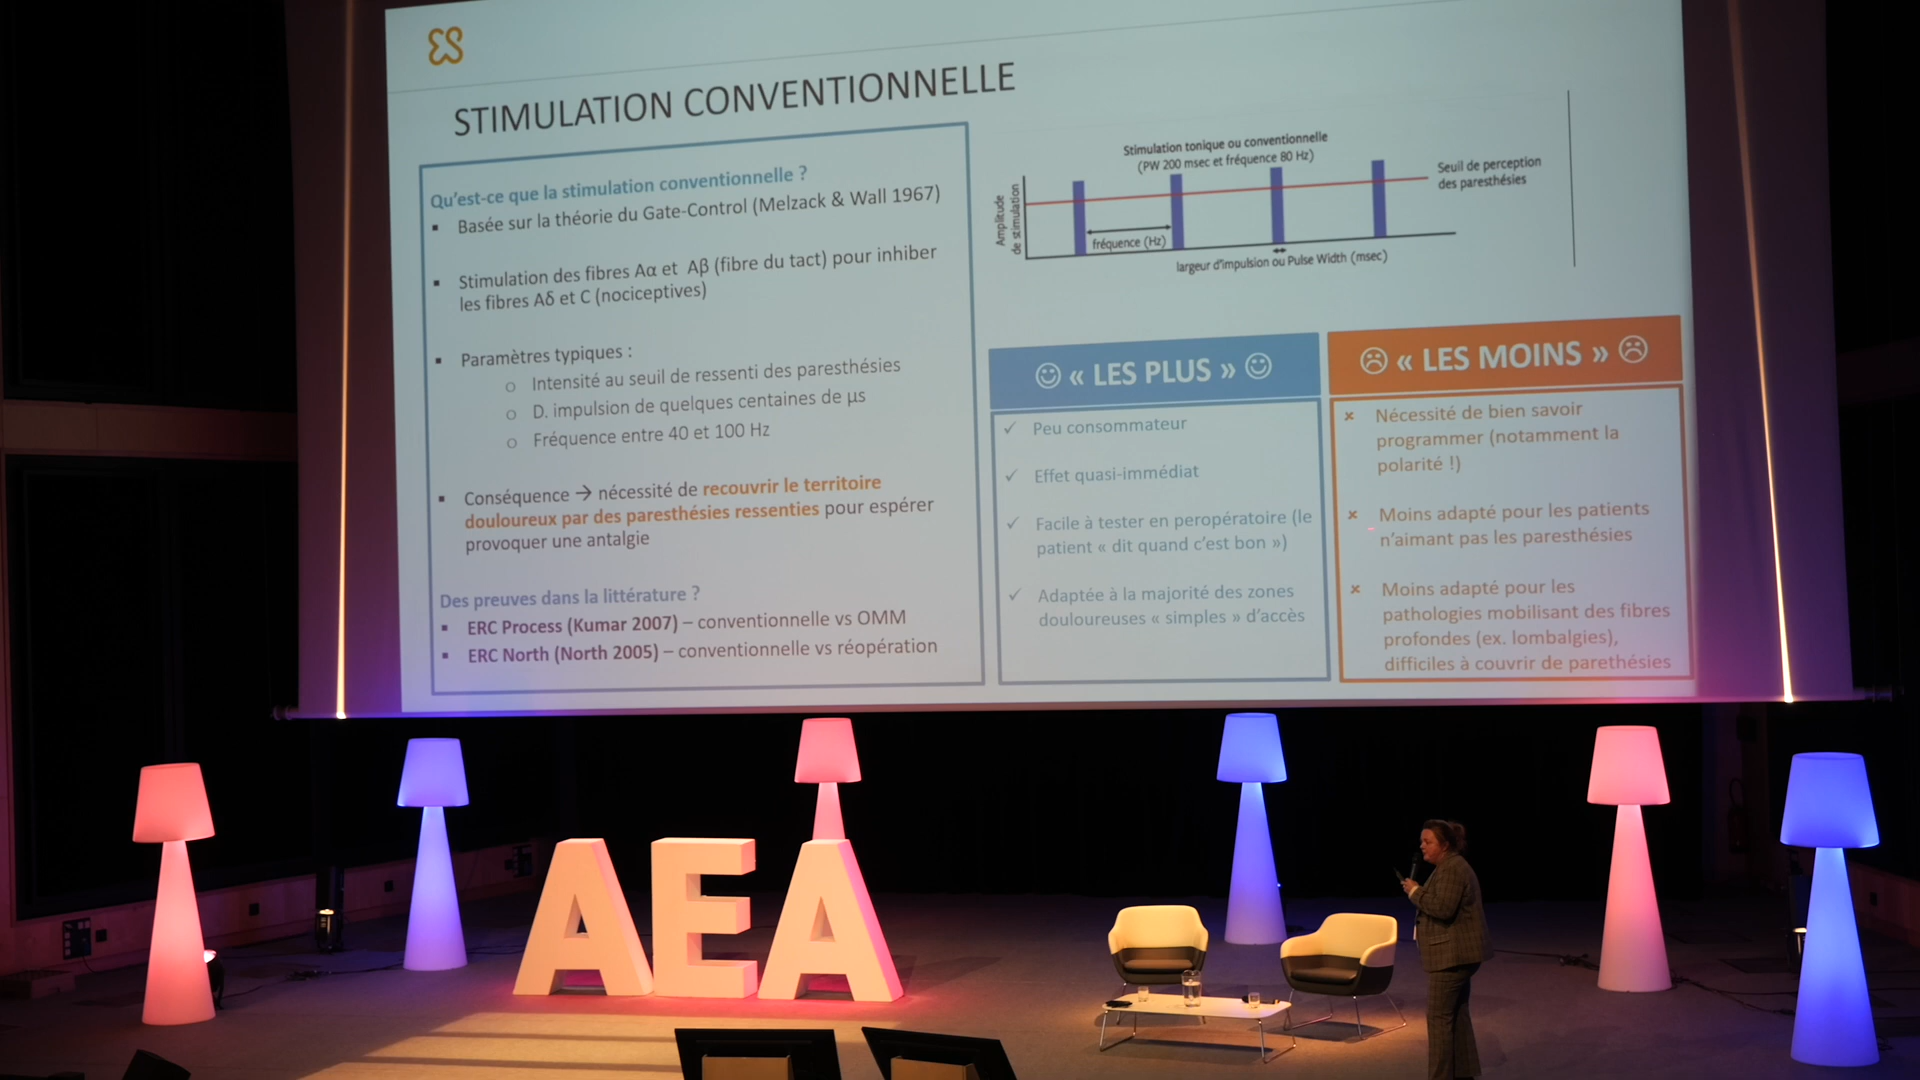 ES
STIMULATION CONVENTIONNELLE
Qu'est-ce que la stimulation conventionnelle ?
▪ Basée sur la théorie du Gate-Control (Melzack & Wall 1967)
▪ Stimulation des fibres Aα et Aβ (fibre du tact) pour inhiber
les fibres Aδ et C (nociceptives)
▪ Paramètres typiques :
o Intensité au seuil de ressenti des paresthésies
o D. impulsion de quelques centaines de µs
o Fréquence entre 40 et 100 Hz
▪ Conséquence → nécessité de recouvrir le territoire
douloureux par des paresthésies ressenties pour espérer
provoquer une antalgie
Des preuves dans la littérature ?
▪ ERC Process (Kumar 2007) – conventionnelle vs OMM
▪ ERC North (North 2005) – conventionnelle vs réopération
Stimulation tonique ou conventionnelle
(PW 200 msec et fréquence 80 Hz)
Amplitude
de stimulation
Seuil de perception
des paresthésies
fréquence (Hz)
largeur d'impulsion ou Pulse Width (msec)
☺ « LES PLUS » ☺
✓ Peu consommateur
✓ Effet quasi-immédiat
✓ Facile à tester en peropératoire (le
patient « dit quand c'est bon »)
✓ Adaptée à la majorité des zones
douloureuses « simples » d'accès
☹ « LES MOINS » ☹
× Nécessité de bien savoir
programmer (notamment la
polarité !)
× Moins adapté pour les patients
n'aimant pas les paresthésies
× Moins adapté pour les
pathologies mobilisant des fibres
profondes (ex. lombalgies),
difficiles à couvrir de parethésies
AEA